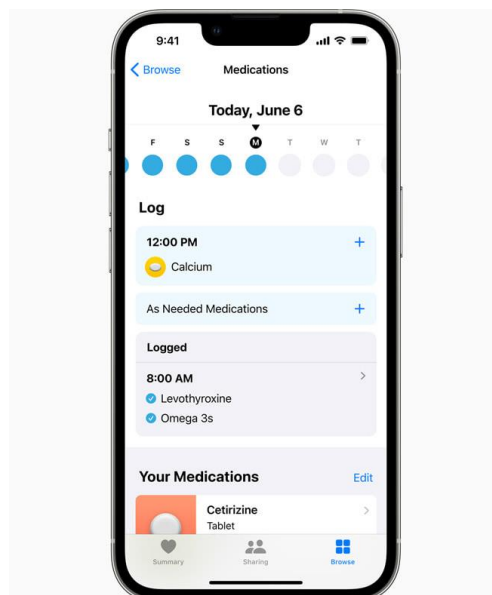 9:41
Browse
Medications
Today, June 6
F S S M T W T
Log
12:00 PM
Calcium
As Needed Medications
Logged
8:00 AM
Levothyroxine
Omega 3s
Your Medications
Edit
Cetirizine
Tablet
Summary
Sharing
Browse